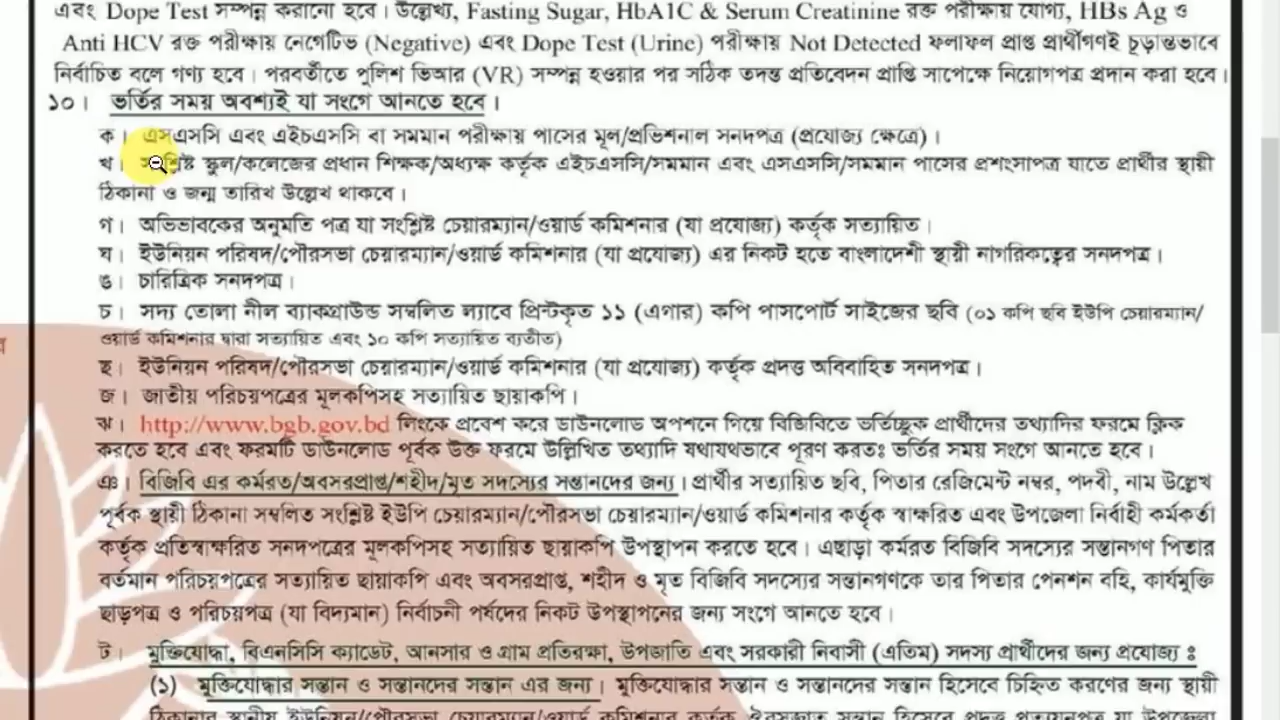 এবং Dope Test সম্পন্ন করানো হবে। উল্লেখ্য, Fasting Sugar, HbA1C & Serum Creatinine রক্ত পরীক্ষায় যোগ্য, HBs Ag ও
Anti HCV রক্ত পরীক্ষায় নেগেটিভ (Negative) এবং Dope Test (Urine) পরীক্ষায় Not Detected ফলাফল প্রাপ্ত প্রার্থীগণই চূড়ান্তভাবে
নির্বাচিত বলে গণ্য হবে। পরবর্তীতে পুলিশ ভিআর (VR) সম্পন্ন হওয়ার পর সঠিক তদন্ত প্রতিবেদন প্রাপ্তি সাপেক্ষে নিয়োগপত্র প্রদান করা হবে।
১০। ভর্তির সময় অবশ্যই যা সংগে আনতে হবে।
ক। এসএসসি এবং এইচএসসি বা সমমান পরীক্ষায় পাসের মূল/প্রভিশনাল সনদপত্র (প্রযোজ্য ক্ষেত্রে)।
খ। সংশ্লিষ্ট স্কুল/কলেজের প্রধান শিক্ষক/অধ্যক্ষ কর্তৃক এইচএসসি/সমমান এবং এসএসসি/সমমান পাসের প্রশংসাপত্র যাতে প্রার্থীর স্থায়ী
ঠিকানা ও জন্ম তারিখ উল্লেখ থাকবে।
গ। অভিভাবকের অনুমতি পত্র যা সংশ্লিষ্ট চেয়ারম্যান/ওয়ার্ড কমিশনার (যা প্রযোজ্য) কর্তৃক সত্যায়িত।
ঘ। ইউনিয়ন পরিষদ/পৌরসভা চেয়ারম্যান/ওয়ার্ড কমিশনার (যা প্রযোজ্য) এর নিকট হতে বাংলাদেশী স্থায়ী নাগরিকত্বের সনদপত্র।
ঙ। চারিত্রিক সনদপত্র।
চ। সদ্য তোলা নীল ব্যাকগ্রাউন্ড সম্বলিত ল্যাবে প্রিন্টকৃত ১১ (এগার) কপি পাসপোর্ট সাইজের ছবি (০১ কপি ছবি ইউপি চেয়ারম্যান/
ওয়ার্ড কমিশনার দ্বারা সত্যায়িত এবং ১০ কপি সত্যায়িত ব্যতীত)
ছ। ইউনিয়ন পরিষদ/পৌরসভা চেয়ারম্যান/ওয়ার্ড কমিশনার (যা প্রযোজ্য) কর্তৃক প্রদত্ত অবিবাহিত সনদপত্র।
জ। জাতীয় পরিচয়পত্রের মূলকপিসহ সত্যায়িত ছায়াকপি।
ঝ। http://www.bgb.gov.bd লিংকে প্রবেশ করে ডাউনলোড অপশনে গিয়ে বিজিবিতে ভর্তিচ্ছুক প্রার্থীদের তথ্যাদির ফরমে ক্লিক
করতে হবে এবং ফরমটি ডাউনলোড পূর্বক উক্ত ফরমে উল্লিখিত তথ্যাদি যথাযথভাবে পূরণ করতঃ ভর্তির সময় সংগে আনতে হবে।
ঞ। বিজিবি এর কর্মরত/অবসরপ্রাপ্ত/শহীদ/মৃত সদস্যের সন্তানদের জন্য। প্রার্থীর সত্যায়িত ছবি, পিতার রেজিমেন্ট নম্বর, পদবী, নাম উল্লেখ
পূর্বক স্থায়ী ঠিকানা সম্বলিত সংশ্লিষ্ট ইউপি চেয়ারম্যান/পৌরসভা চেয়ারম্যান/ওয়ার্ড কমিশনার কর্তৃক স্বাক্ষরিত এবং উপজেলা নির্বাহী কর্মকর্তা
কর্তৃক প্রতিস্বাক্ষরিত সনদপত্রের মূলকপিসহ সত্যায়িত ছায়াকপি উপস্থাপন করতে হবে। এছাড়া কর্মরত বিজিবি সদস্যের সন্তানগণ পিতার
বর্তমান পরিচয়পত্রের সত্যায়িত ছায়াকপি এবং অবসরপ্রাপ্ত, শহীদ ও মৃত বিজিবি সদস্যের সন্তানগণকে তার পিতার পেনশন বহি, কার্যমুক্তি
ছাড়পত্র ও পরিচয়পত্র (যা বিদ্যমান) নির্বাচনী পর্ষদের নিকট উপস্থাপনের জন্য সংগে আনতে হবে।
ট। মুক্তিযোদ্ধা, বিএনসিসি ক্যাডেট, আনসার ও গ্রাম প্রতিরক্ষা, উপজাতি এবং সরকারী নিবাসী (এতিম) সদস্য প্রার্থীদের জন্য প্রযোজ্য ঃ
(১) মুক্তিযোদ্ধার সন্তান ও সন্তানদের সন্তান এর জন্য। মুক্তিযোদ্ধার সন্তান ও সন্তানদের সন্তান হিসেবে চিহ্নিত করণের জন্য স্থায়ী